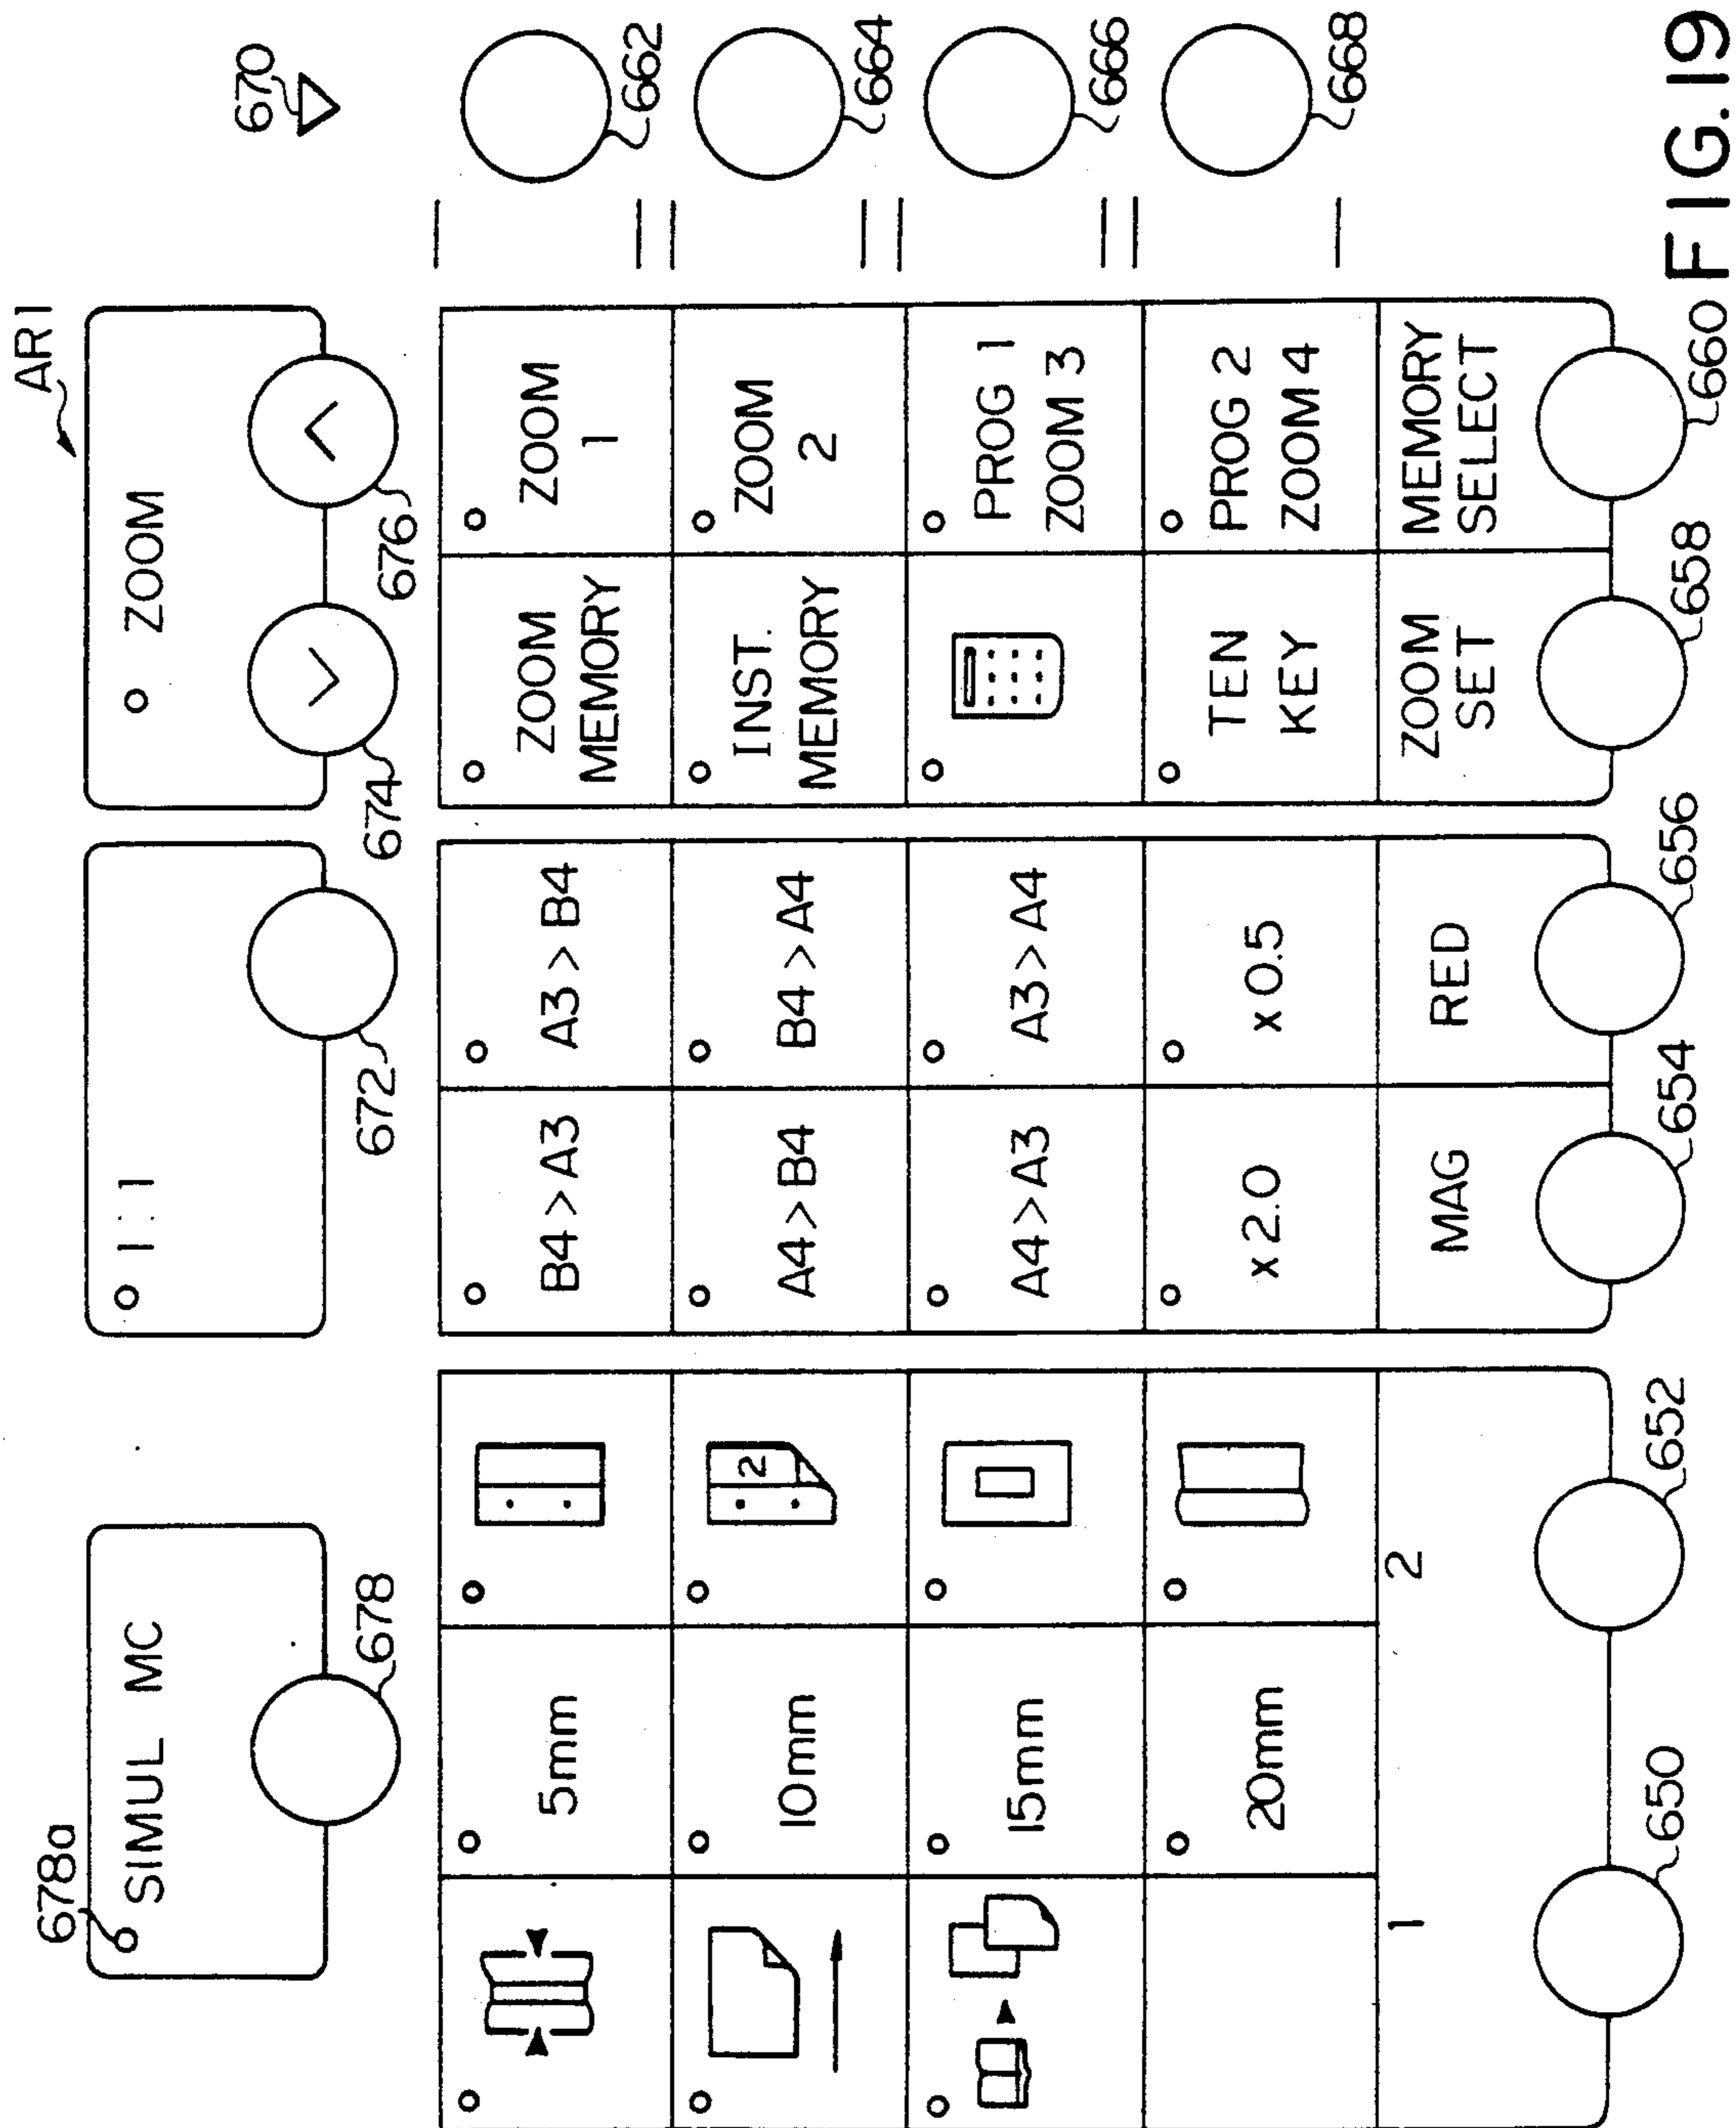 AR1
678a
SIMUL MC
678
1:1
672
ZOOM
674
676
670
5mm
B4>A3
A3>B4
ZOOM
MEMORY
ZOOM
1
662
10mm
2
A4>B4
B4>A4
INST.
MEMORY
ZOOM
2
664
15mm
A4>A3
A3>A4
PROG 1
ZOOM 3
666
20mm
x2.0
x0.5
TEN
KEY
PROG 2
ZOOM 4
668
1
2
MAG
RED
ZOOM
SET
MEMORY
SELECT
650
652
654
656
658
660
FIG.19